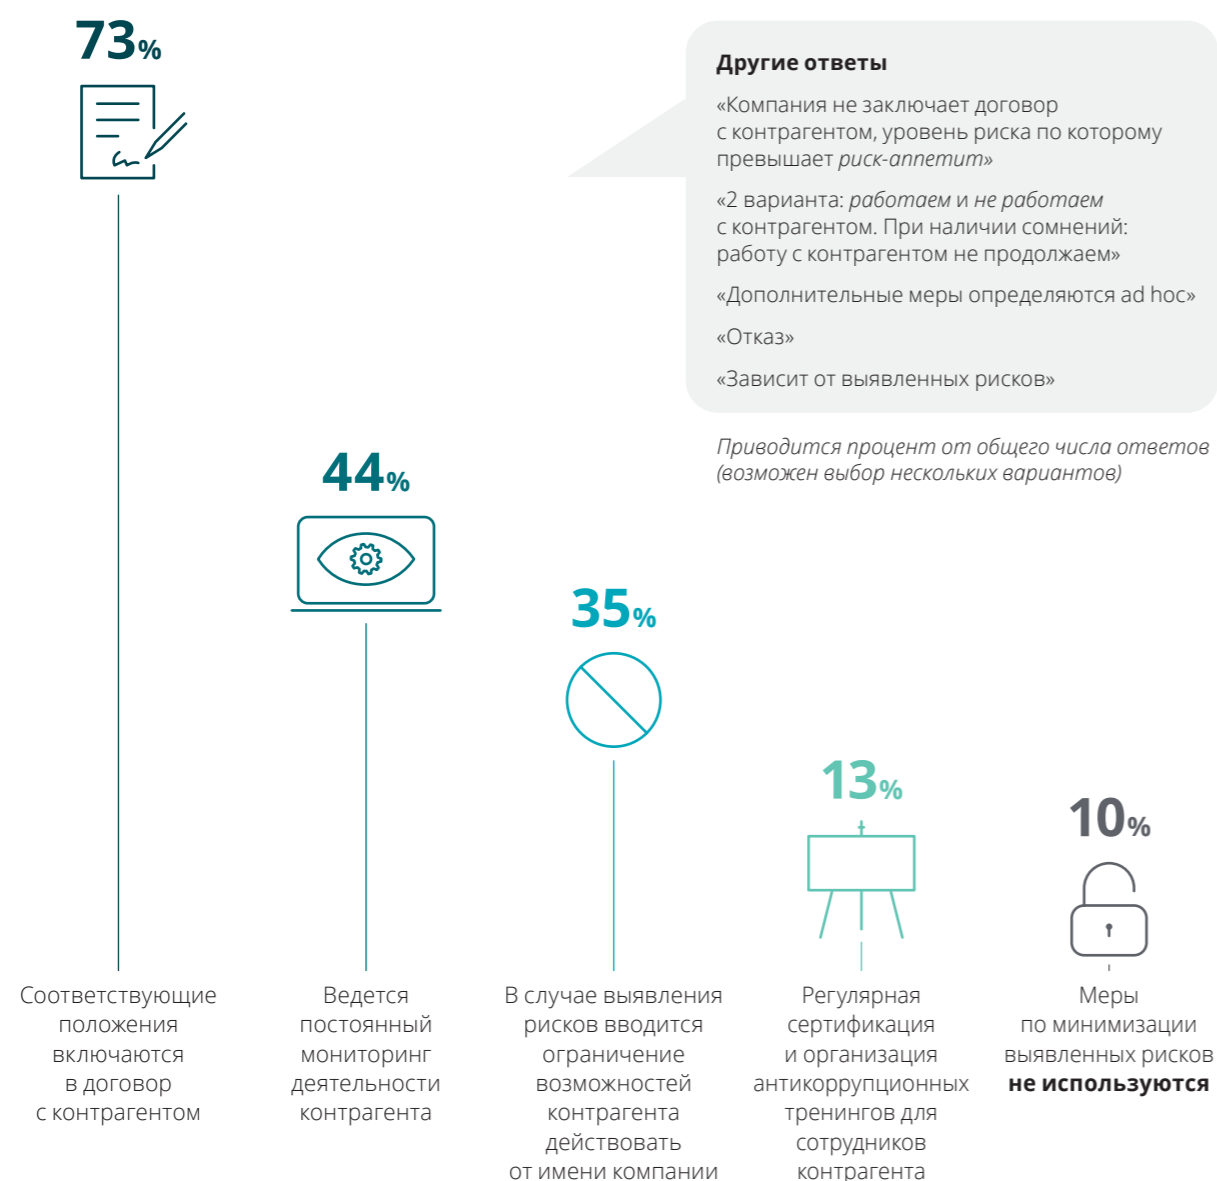 73%
Другие ответы
«Компания не заключает договор
с контрагентом, уровень риска по которому
превышает риск-аппетит»
«2 варианта: работаем и не работаем
с контрагентом. При наличии сомнений:
работу с контрагентом не продолжаем»
«Дополнительные меры определяются ad hoc»
«Отказ»
«Зависит от выявленных рисков»
Приводится процент от общего числа ответов
(возможен выбор нескольких вариантов)
44%
35%
13%
10%
Соответствующие
положения
включаются
в договор
с контрагентом
Ведется
постоянный
мониторинг
деятельности
контрагента
В случае выявления
рисков вводится
ограничение
возможностей
контрагента
действовать
от имени компании
Регулярная
сертификация
и организация
антикоррупционных
тренингов для
сотрудников
контрагента
Меры
по минимизации
выявленных рисков
не используются